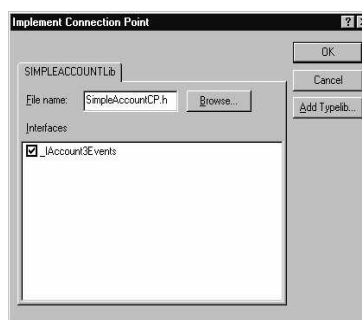 Implement Connection Point
OK
SIMPLEACCOUNTLib
Cancel
File name: SimpleAccountCP.h Browse...
Add Typelib...
Interfaces
_IAccount3Events